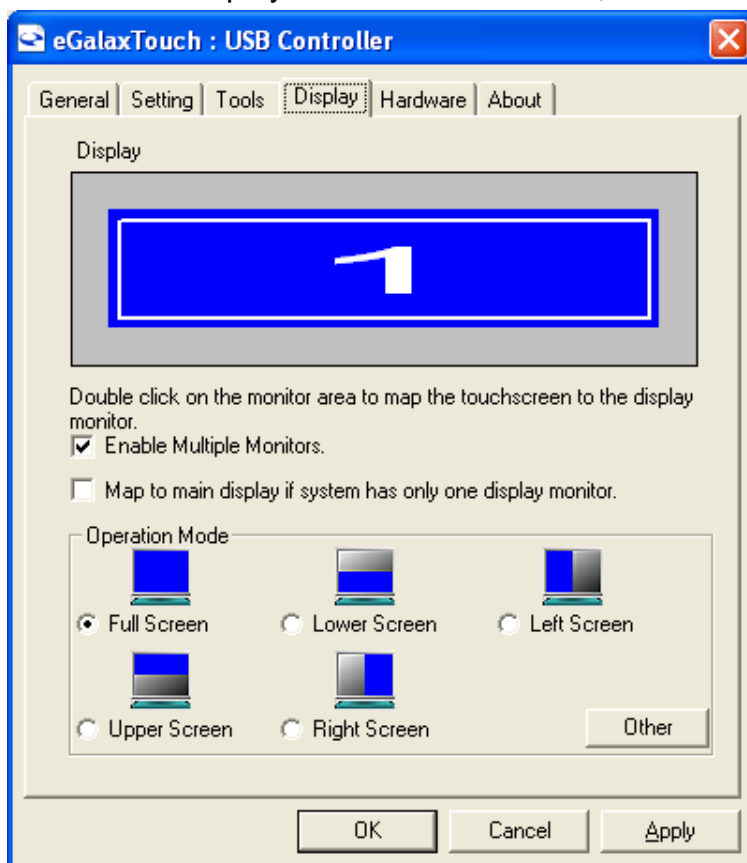 eGalaxTouch : USB Controller
General Setting Tools Display Hardware About
Display
1
Double click on the monitor area to map the touchscreen to the display
monitor.
Enable Multiple Monitors.
Map to main display if system has only one display monitor.
Operation Mode
Full Screen Lower Screen Left Screen
Upper Screen Right Screen Other
OK Cancel Apply